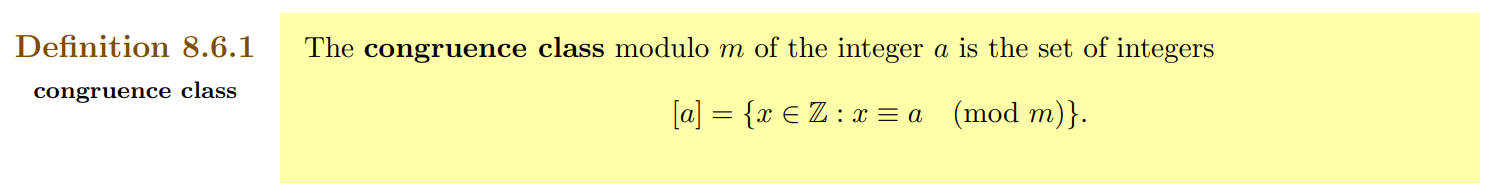 Definition 8.6.1
congruence class
The congruence class modulo m of the integer a is the set of integers
[a] = {x ∈ ℤ : x ≡ a (mod m)}.